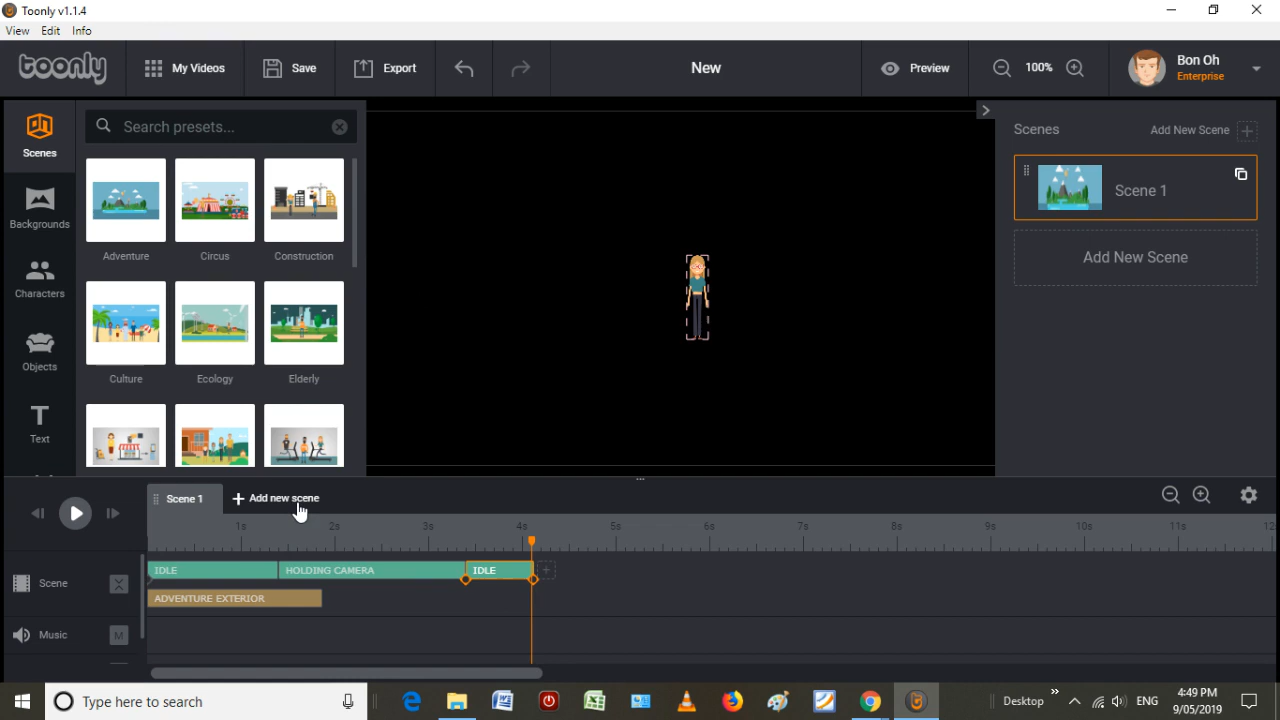 Toonly v1.1.4
View Edit Info
toonly My Videos Save Export New Preview 100% Bon Oh
Enterprise
Scenes
Backgrounds
Characters
Objects
Text
Search presets...
Adventure Circus Construction
Culture Ecology Elderly
Scenes Add New Scene
Scene 1
Add New Scene
Scene 1 Add new scene
1s 2s 3s 4s 5s 6s 7s 8s 9s 10s 11s 12
Scene IDLE HOLDING CAMERA IDLE
ADVENTURE EXTERIOR
Music M
Type here to search Desktop ENG 4:49 PM
9/05/2019